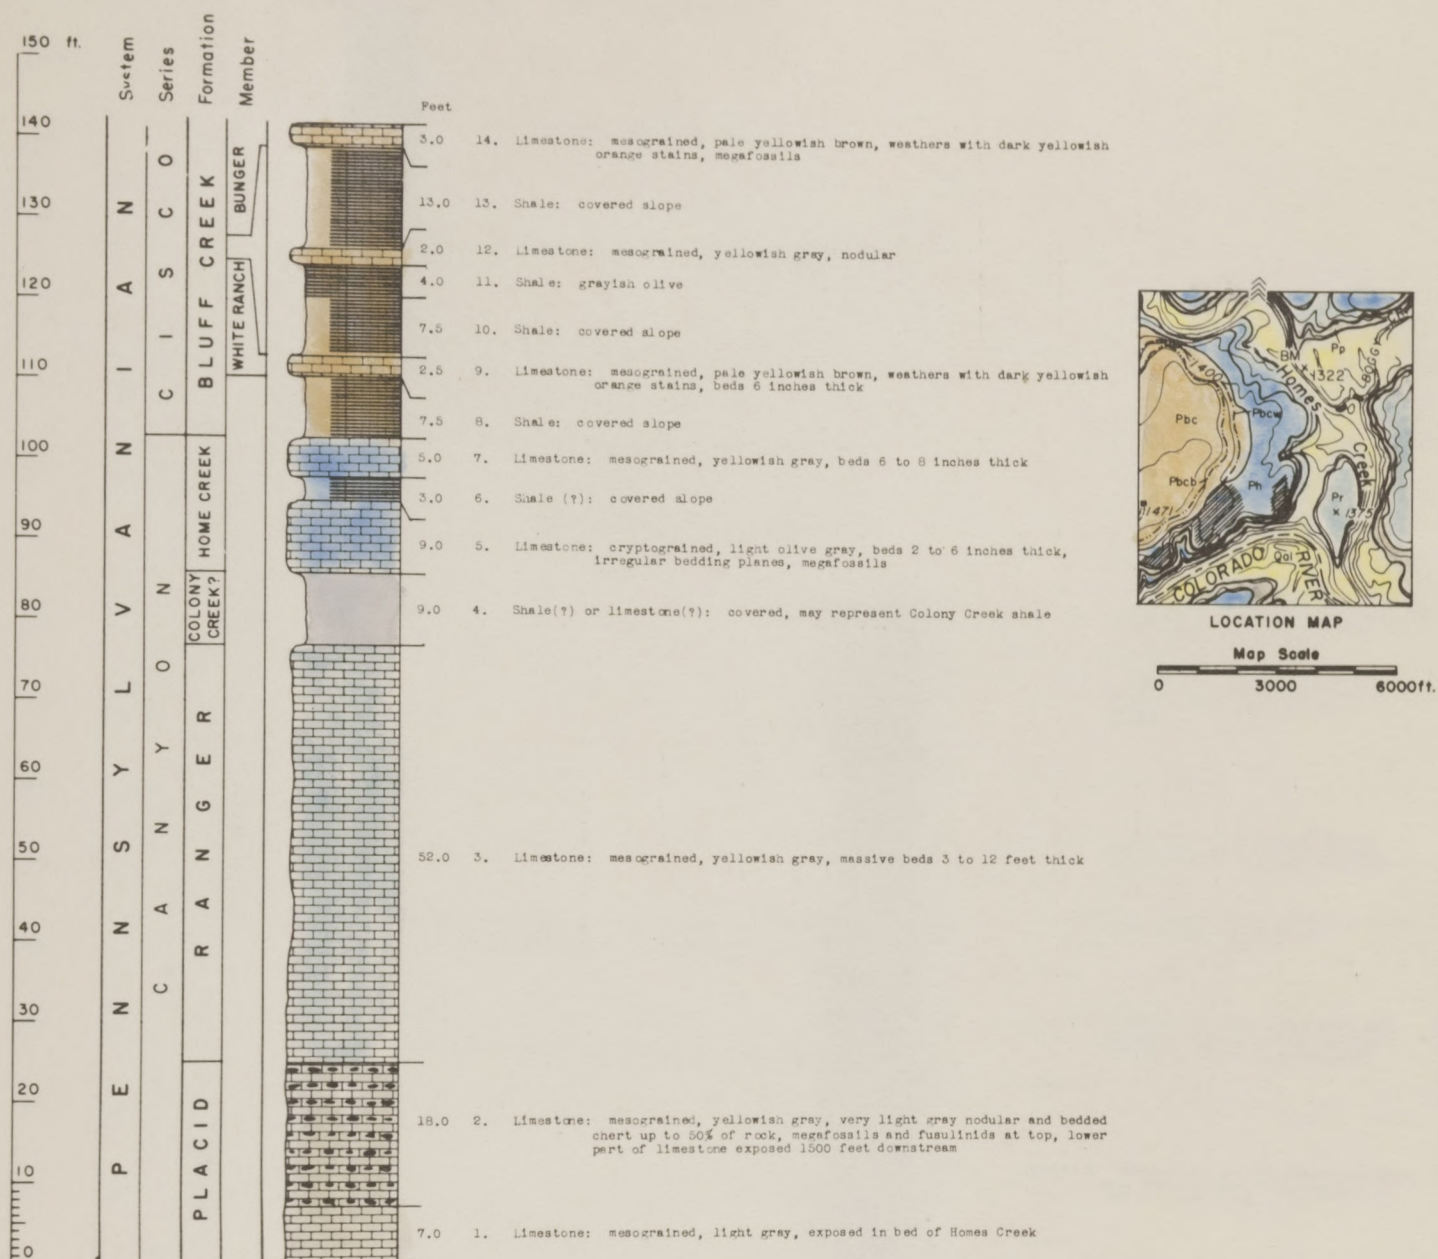 150 ft.
140
130
120
110
100
90
80
70
60
50
40
30
20
10
0
System
Series
Formation
Member
PENNSYLVANIAN
CISCO
CANYON
BLUFF CREEK
HOME CREEK
COLONY
CREEK?
RANGER
PLACID
BUNGER
WHITE RANCH
Feet
3.0 14. Limestone: mesograined, pale yellowish brown, weathers with dark yellowish
orange stains, megafossils
13.0 13. Shale: covered slope
2.0 12. Limestone: mesograined, yellowish gray, nodular
4.0 11. Shale: grayish olive
7.5 10. Shale: covered slope
2.5 9. Limestone: mesograined, pale yellowish brown, weathers with dark yellowish
orange stains, beds 6 inches thick
7.5 8. Shale: covered slope
5.0 7. Limestone: mesograined, yellowish gray, beds 6 to 8 inches thick
3.0 6. Shale (?): covered slope
9.0 5. Limestone: cryptograined, light olive gray, beds 2 to 6 inches thick,
irregular bedding planes, megafossils
9.0 4. Shale(?) or limestone(?): covered, may represent Colony Creek shale
52.0 3. Limestone: mesograined, yellowish gray, massive beds 3 to 12 feet thick
18.0 2. Limestone: mesograined, yellowish gray, very light gray nodular and bedded
chert up to 50% of rock, megafossils and fusulinids at top, lower
part of limestone exposed 1500 feet downstream
7.0 1. Limestone: mesograined, light gray, exposed in bed of Homes Creek
BM
1322
Pp
BOGGY
1400
Homes
Creek
Pbc
Pbcw
Pbcb
Ph
Pr
1375
1471
COLORADO RIVER
Qal
LOCATION MAP
Map Scale
0 3000 6000ft.